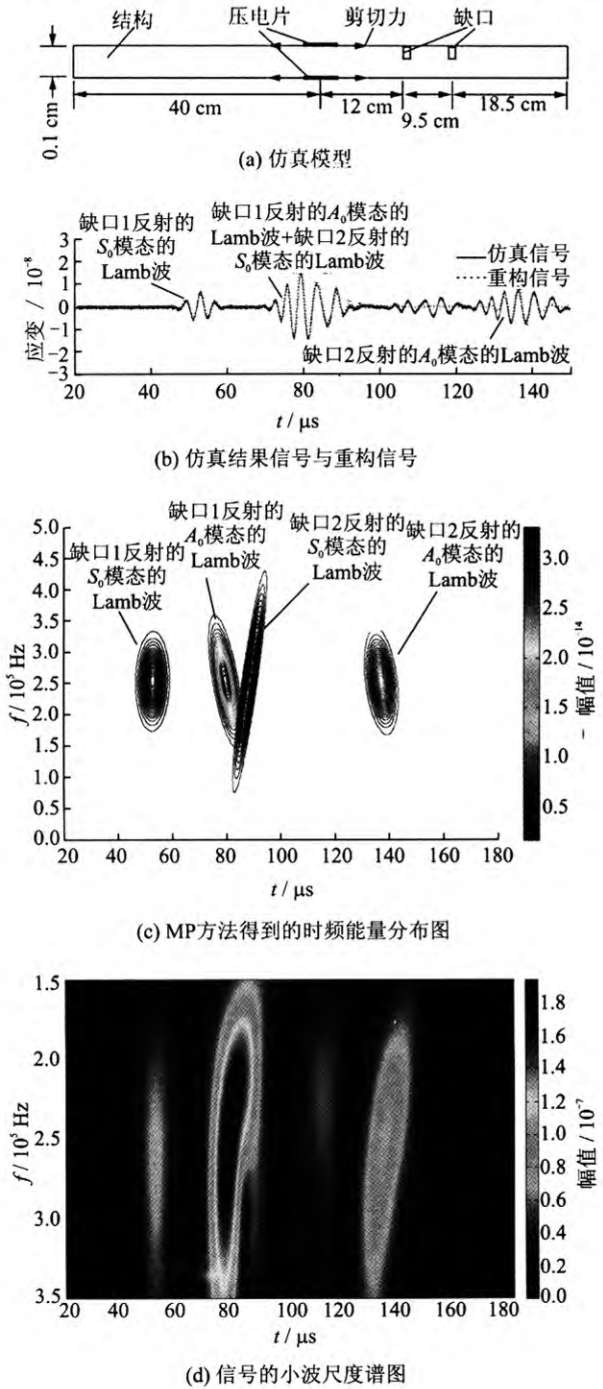 结构
压电片
剪切力
缺口
0.1 cm
40 cm
12 cm
9.5 cm
18.5 cm
(a) 仿真模型
缺口1反射的
S₀模态的
Lamb波
缺口1反射的A₀模态的
Lamb波+缺口2反射的
S₀模态的Lamb波
仿真信号
重构信号
缺口2反射的A₀模态的Lamb波
应变 / 10⁻⁸
3
2
1
0
-1
-2
-3
20 40 60 80 100 120 140
t / μs
(b) 仿真结果信号与重构信号
缺口1反射的
S₀模态的
Lamb波
缺口1反射的
A₀模态的
Lamb波
缺口2反射的
S₀模态的
Lamb波
缺口2反射的
A₀模态的
Lamb波
f / 10⁵ Hz
5.0
4.5
4.0
3.5
3.0
2.5
2.0
1.5
1.0
0.5
0.0
20 40 60 80 100 120 140 160 180
t / μs
3.0
2.5
2.0
1.5
1.0
0.5
幅值 / 10⁻¹⁴
(c) MP方法得到的时频能量分布图
f / 10⁵ Hz
1.5
2.0
2.5
3.0
3.5
20 40 60 80 100 120 140 160 180
t / μs
1.8
1.6
1.4
1.2
1.0
0.8
0.6
0.4
0.2
0.0
幅值 / 10⁻⁷
(d) 信号的小波尺度谱图